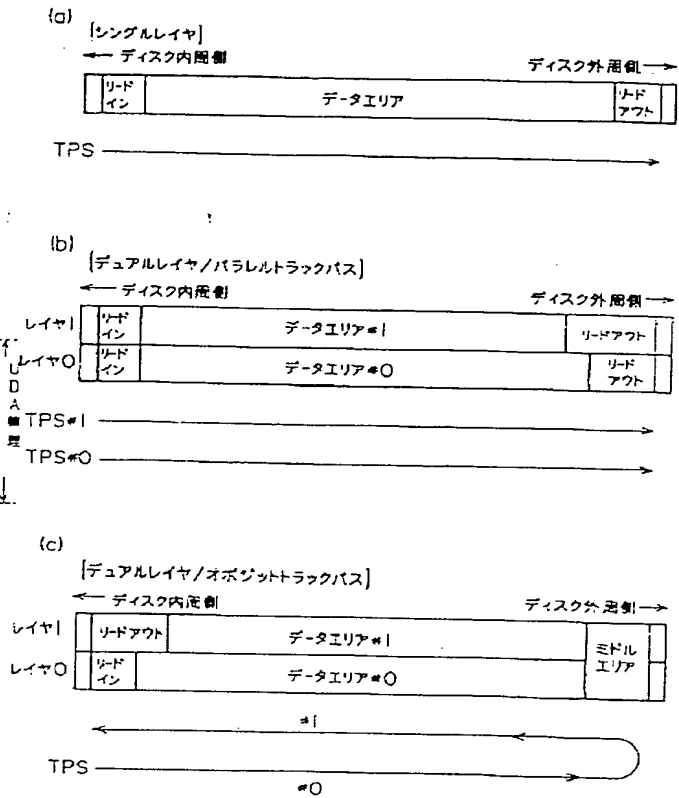 (a)
[シングルレイヤ]
← ディスク内周側
ディスク外周側 →
リード
イン
データエリア
リード
アウト
TPS
(b)
[デュアルレイヤ/パラレルトラックパス]
← ディスク内周側
ディスク外周側 →
レイヤ1
リード
イン
データエリア#1
リードアウト
レイヤ0
リード
イン
データエリア#0
リード
アウト
TPS#1
TPS#0
管理
(c)
[デュアルレイヤ/オポジットトラックパス]
← ディスク内周側
ディスク外周側 →
レイヤ1
リードアウト
データエリア#1
ミドル
エリア
レイヤ0
リード
イン
データエリア#0
#1
TPS
#0